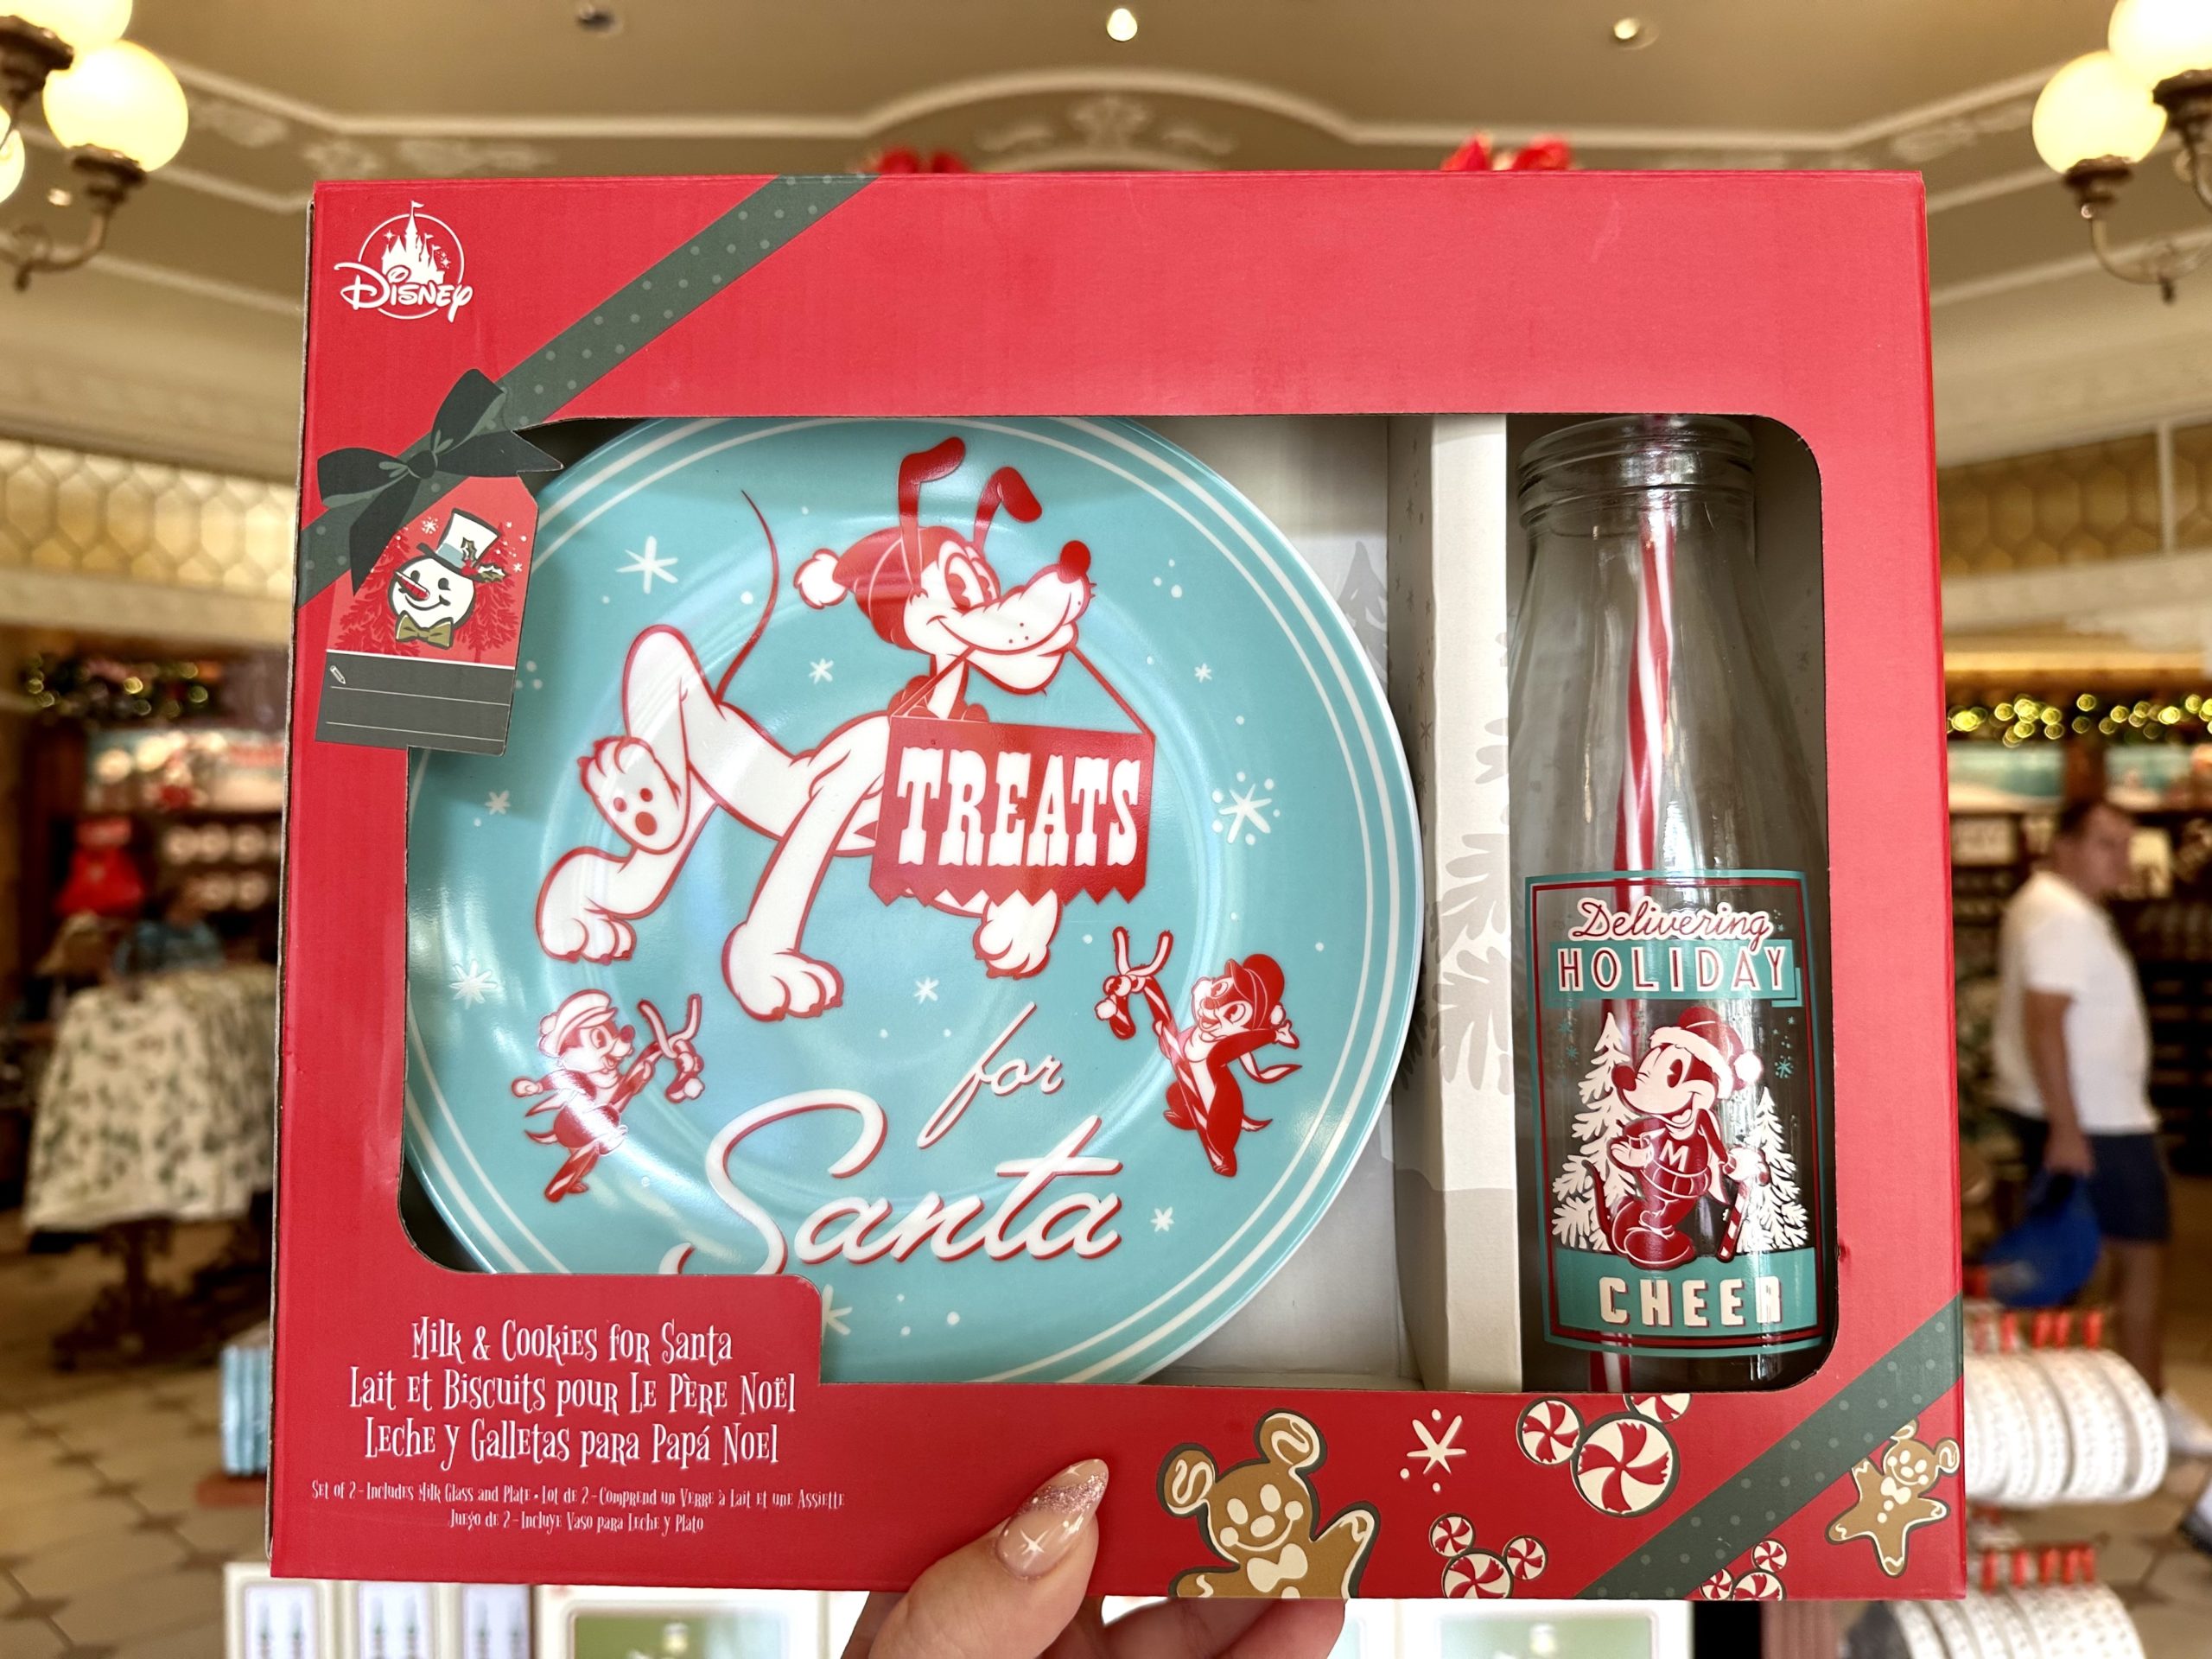 Disney
TREATS
for
Santa
Delivering
HOLIDAY
M
CHEER
Milk & Cookies for Santa
Lait et Biscuits pour Le Père Noël
Leche y Galletas para Papá Noel
Set of 2 - Includes Milk Glass and Plate • Lot de 2 - Comprend un Verre à Lait et une Assiette
Juego de 2 - Incluye Vaso para Leche y Plato